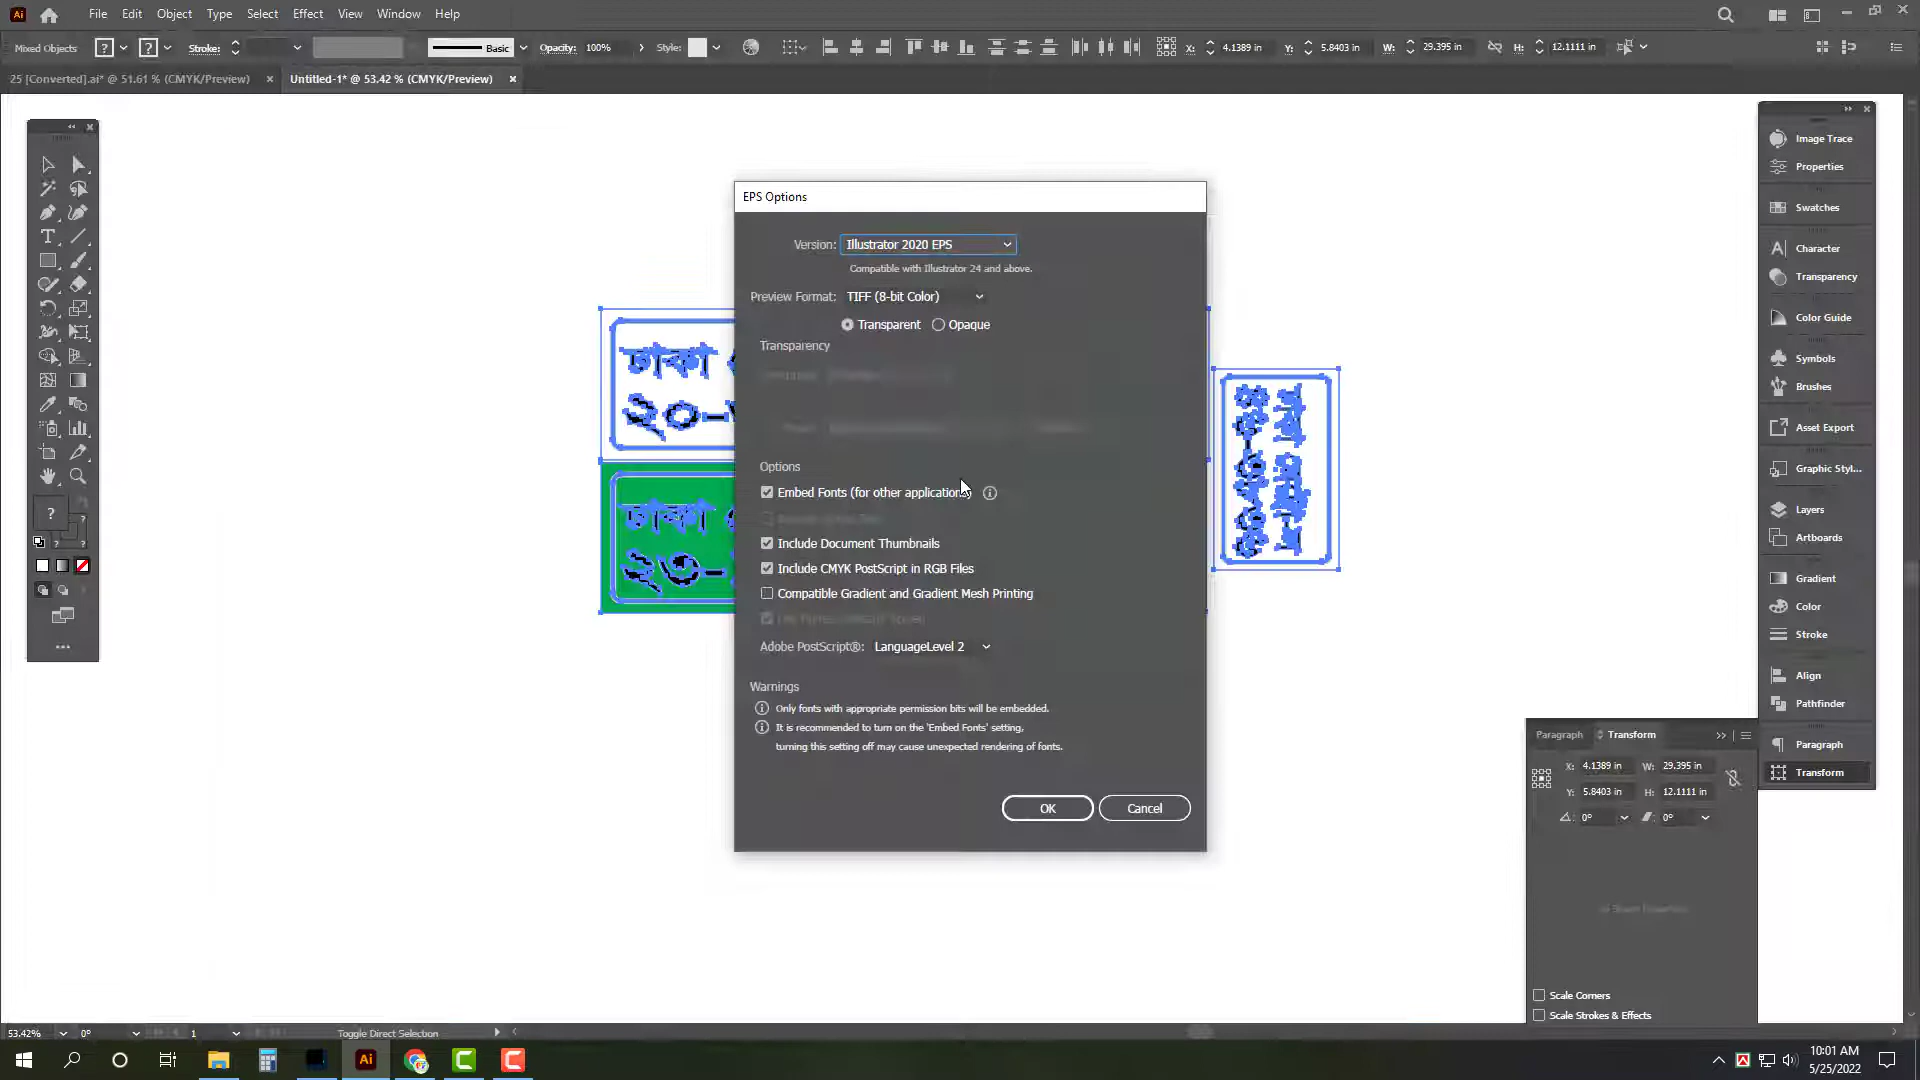 Ai File Edit Object Type Select Effect View Window Help
Mixed Objects ? ? Stroke: Basic Opacity: 100% Style: X: 4.1389 in Y: 5.8403 in W: 29.395 in H: 12.1111 in
25 [Converted].ai* @ 51.61 % (CMYK/Preview) × Untitled-1* @ 53.42 % (CMYK/Preview) ×
EPS Options
Version: Illustrator 2020 EPS
Compatible with Illustrator 24 and above.
Preview Format: TIFF (8-bit Color)
Transparent Opaque
Transparency
Options
Embed Fonts (for other application
Include Document Thumbnails
Include CMYK PostScript in RGB Files
Compatible Gradient and Gradient Mesh Printing
Adobe PostScript®: LanguageLevel 2
Warnings
Only fonts with appropriate permission bits will be embedded.
It is recommended to turn on the 'Embed Fonts' setting,
turning this setting off may cause unexpected rendering of fonts.
OK Cancel
ঢাকা
২০-
ঢাকা
২০-
Image Trace
Properties
Swatches
Character
Transparency
Color Guide
Symbols
Brushes
Asset Export
Graphic Styl...
Layers
Artboards
Gradient
Color
Stroke
Align
Pathfinder
Paragraph
Transform
Paragraph Transform
X: 4.1389 in W: 29.395 in
Y: 5.8403 in H: 12.1111 in
0° 0°
Scale Corners
Scale Strokes & Effects
53.42% 0° 1 Toggle Direct Selection
Ai
10:01 AM
5/25/2022